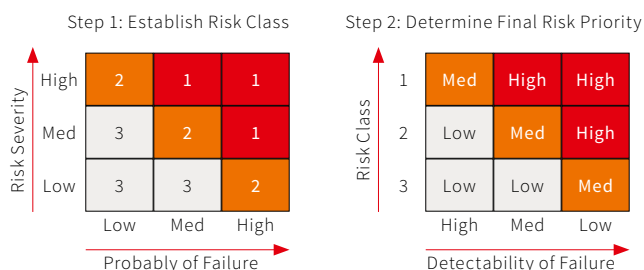 Step 1: Establish Risk Class
Risk Severity
High 2 1 1
Med 3 2 1
Low 3 3 2
Low Med High
Probably of Failure
Step 2: Determine Final Risk Priority
Risk Class
1 Med High High
2 Low Med High
3 Low Low Med
High Med Low
Detectability of Failure